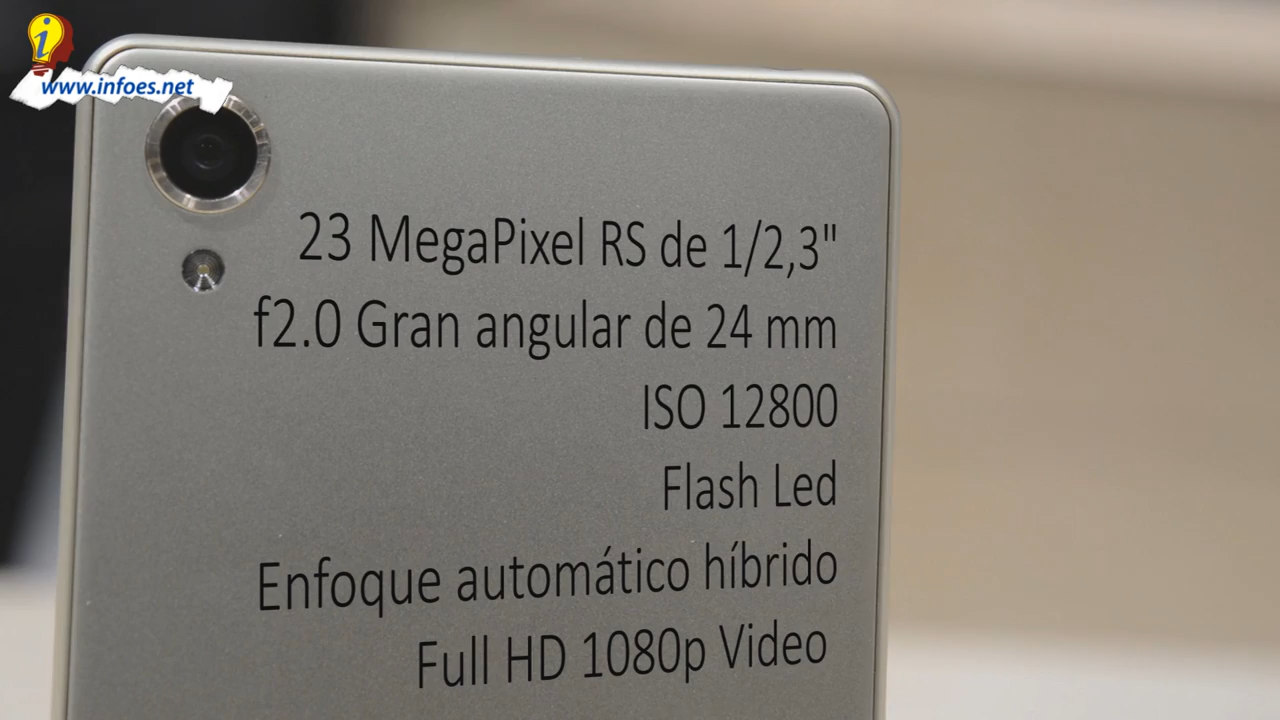 i
www.infoes.net
23 MegaPixel RS de 1/2,3"
f2.0 Gran angular de 24 mm
ISO 12800
Flash Led
Enfoque automático híbrido
Full HD 1080p Video